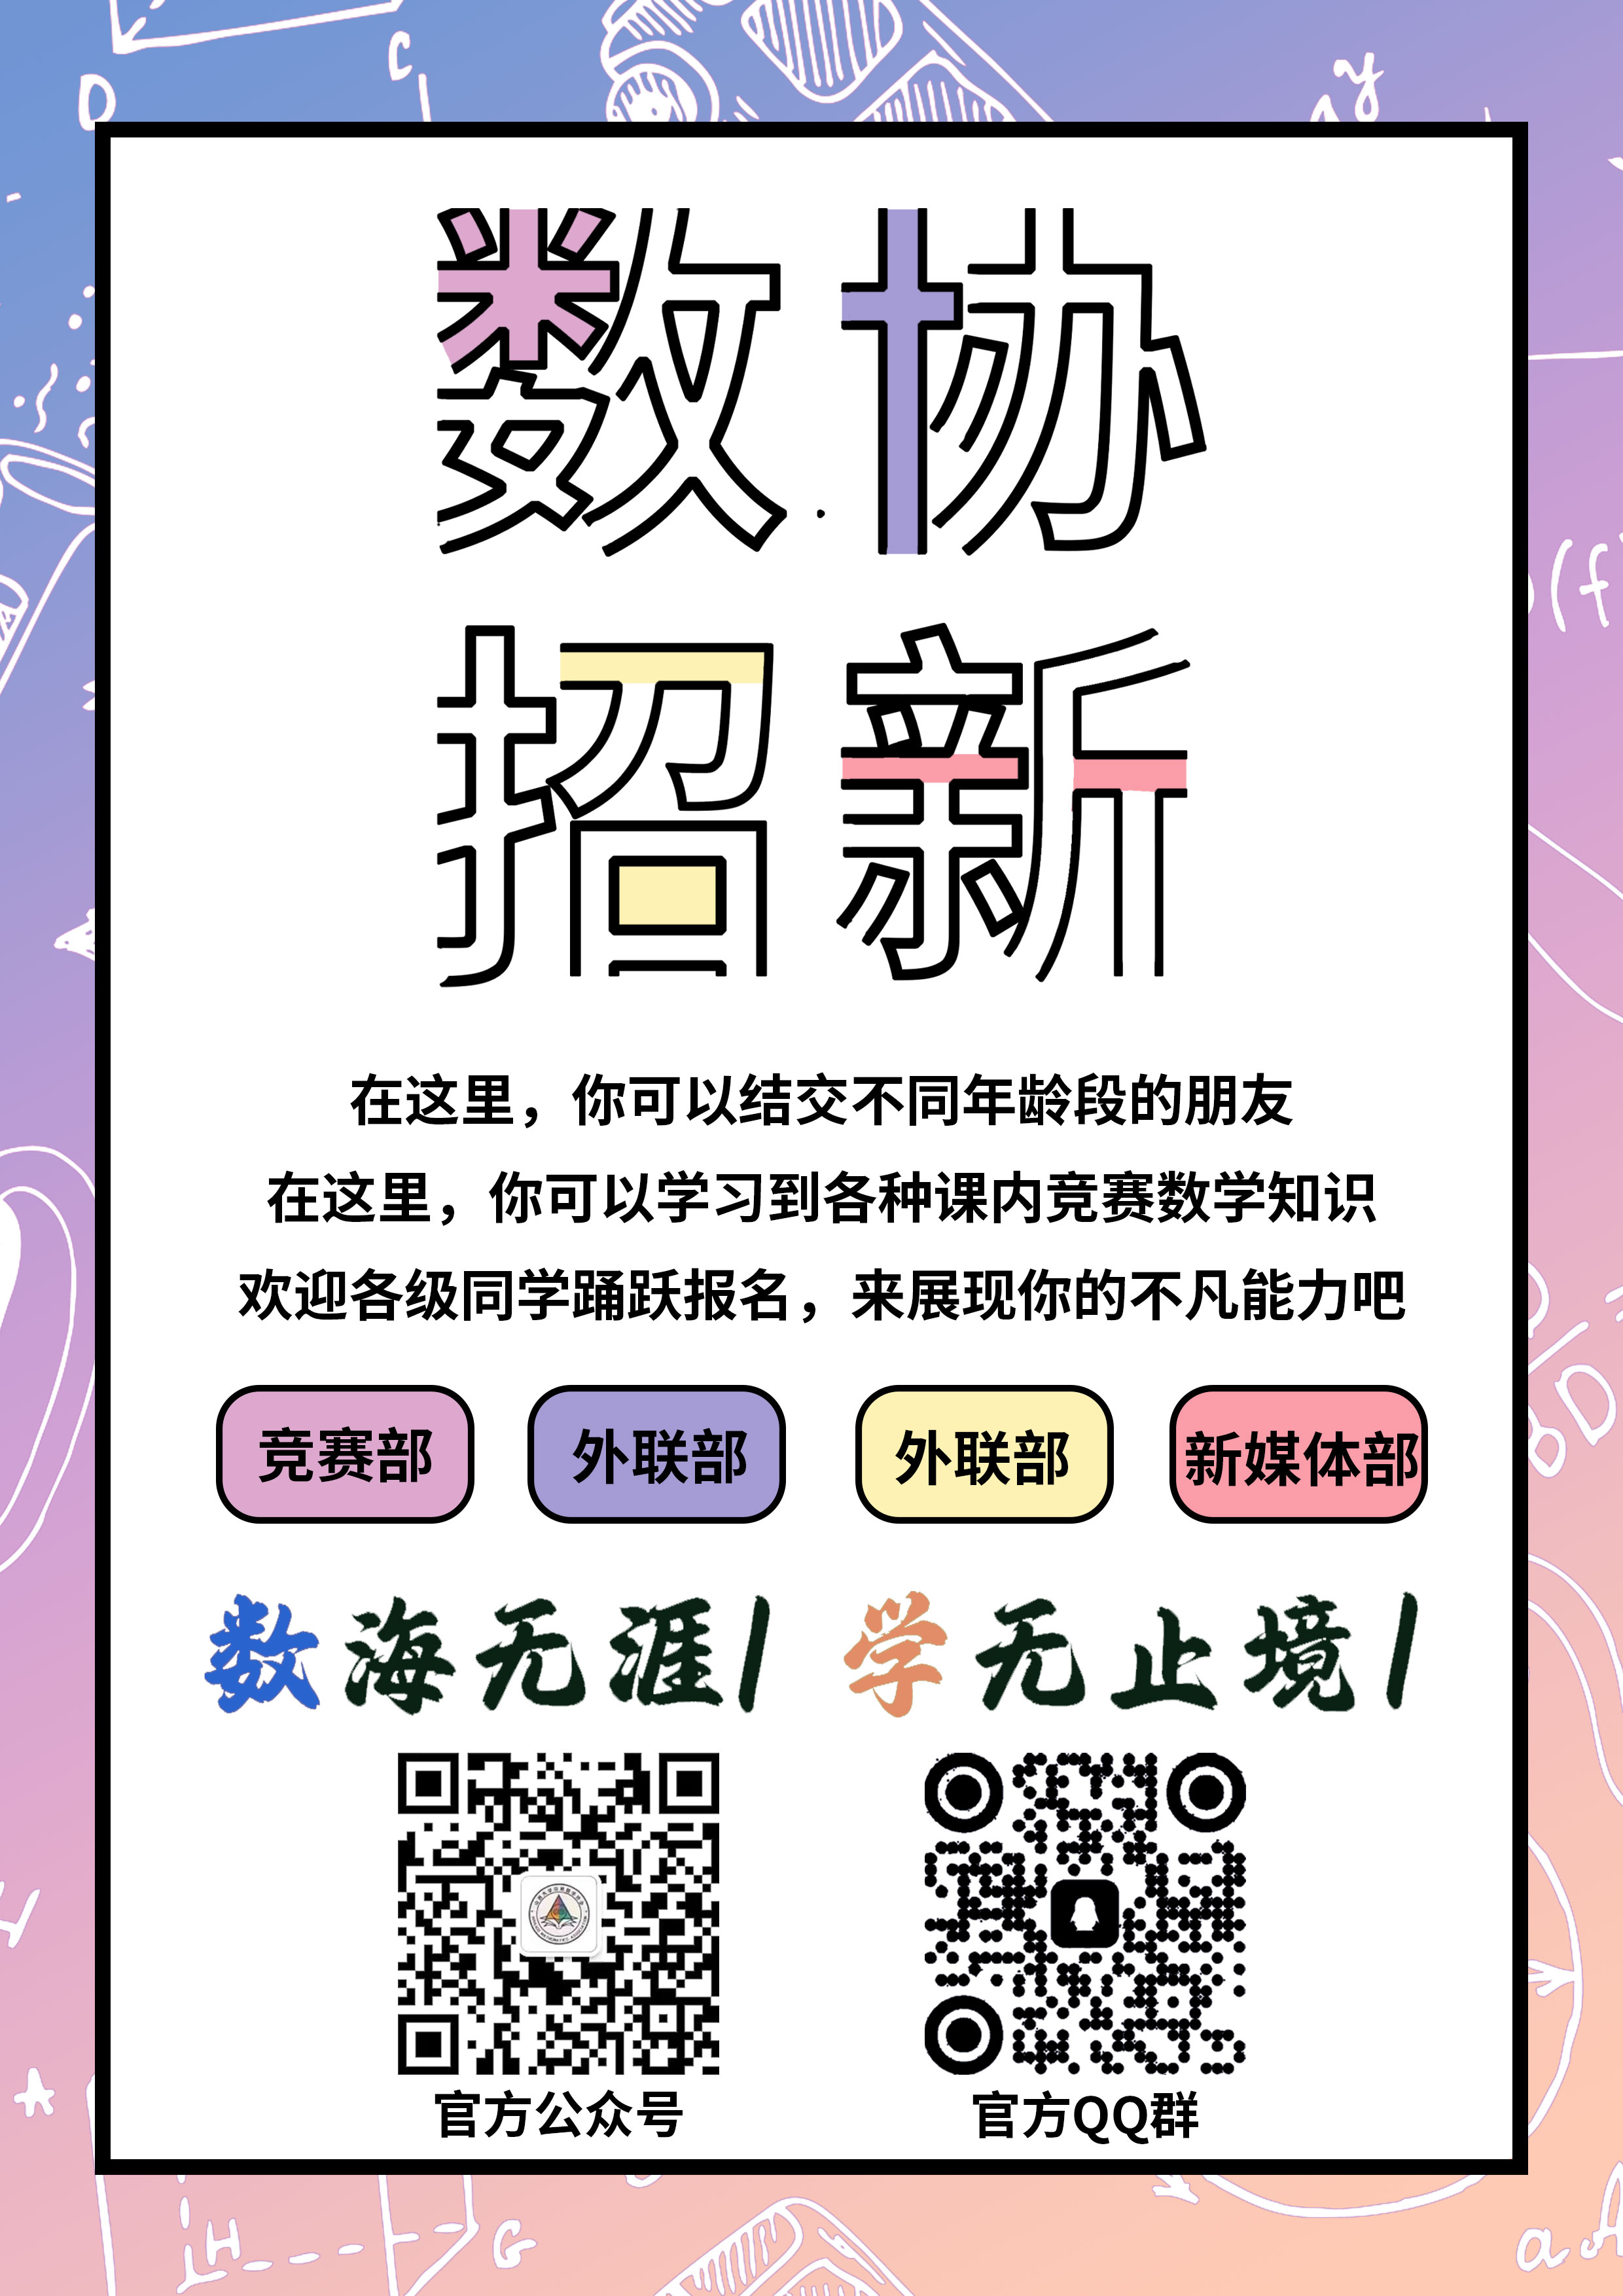 数协
招新
在这里，你可以结交不同年龄段的朋友
在这里，你可以学习到各种课内竞赛数学知识
欢迎各级同学踊跃报名，来展现你的不凡能力吧
竞赛部 外联部 外联部 新媒体部
数海无涯/ 学无止境/
官方公众号 官方QQ群
D
C
y
(f
BD
H
G
a